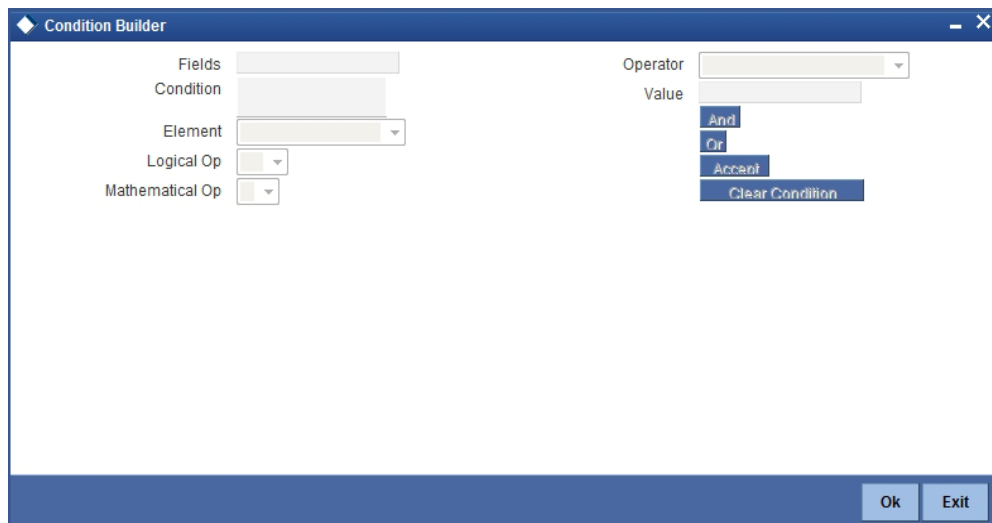 Condition Builder
Fields
Condition
Element
Logical Op
Mathematical Op
Operator
Value
And
Or
Accept
Clear Condition
Ok
Exit